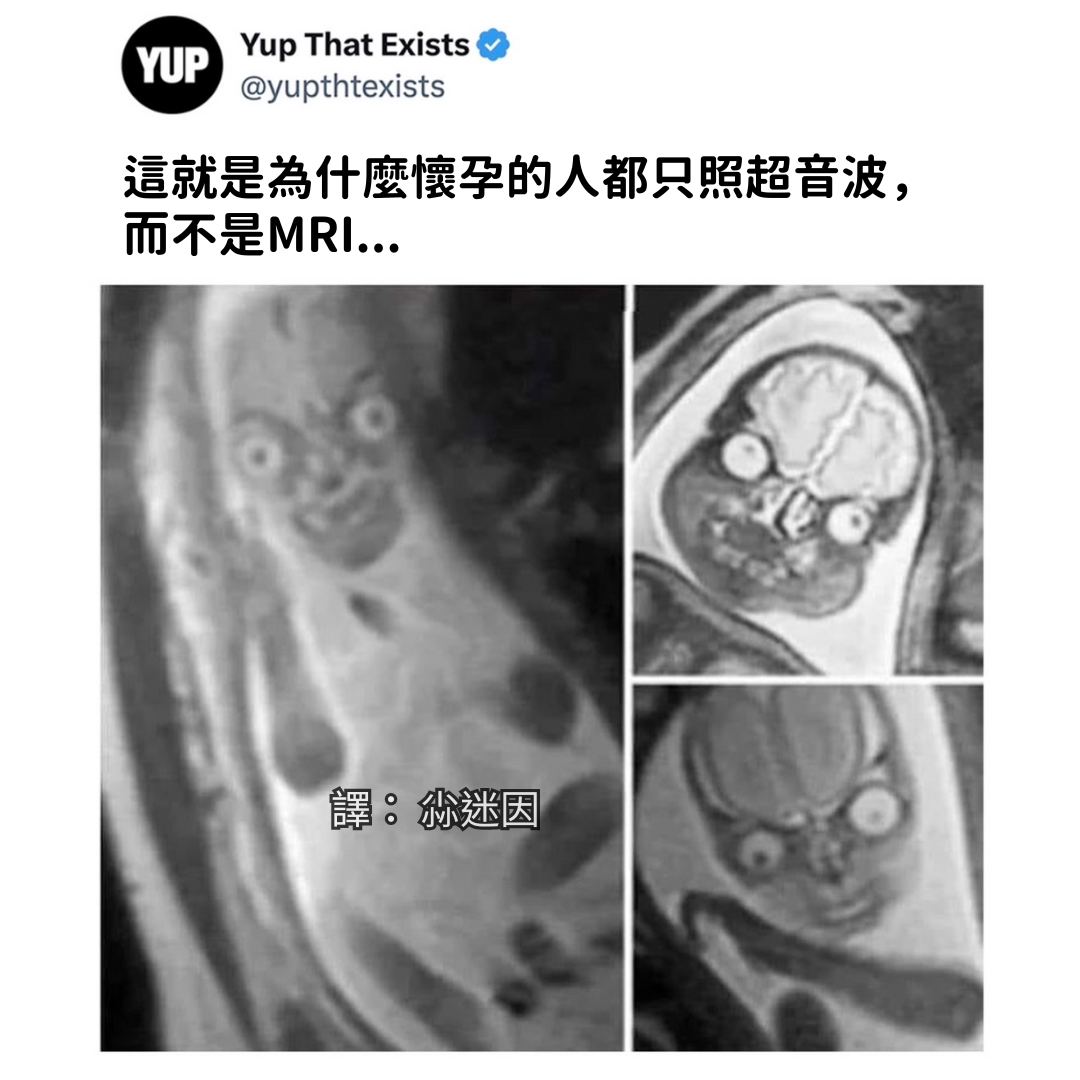 YUP
Yup That Exists
@yupthtexists
這就是為什麼懷孕的人都只照超音波，
而不是MRI...
譯：尛迷因